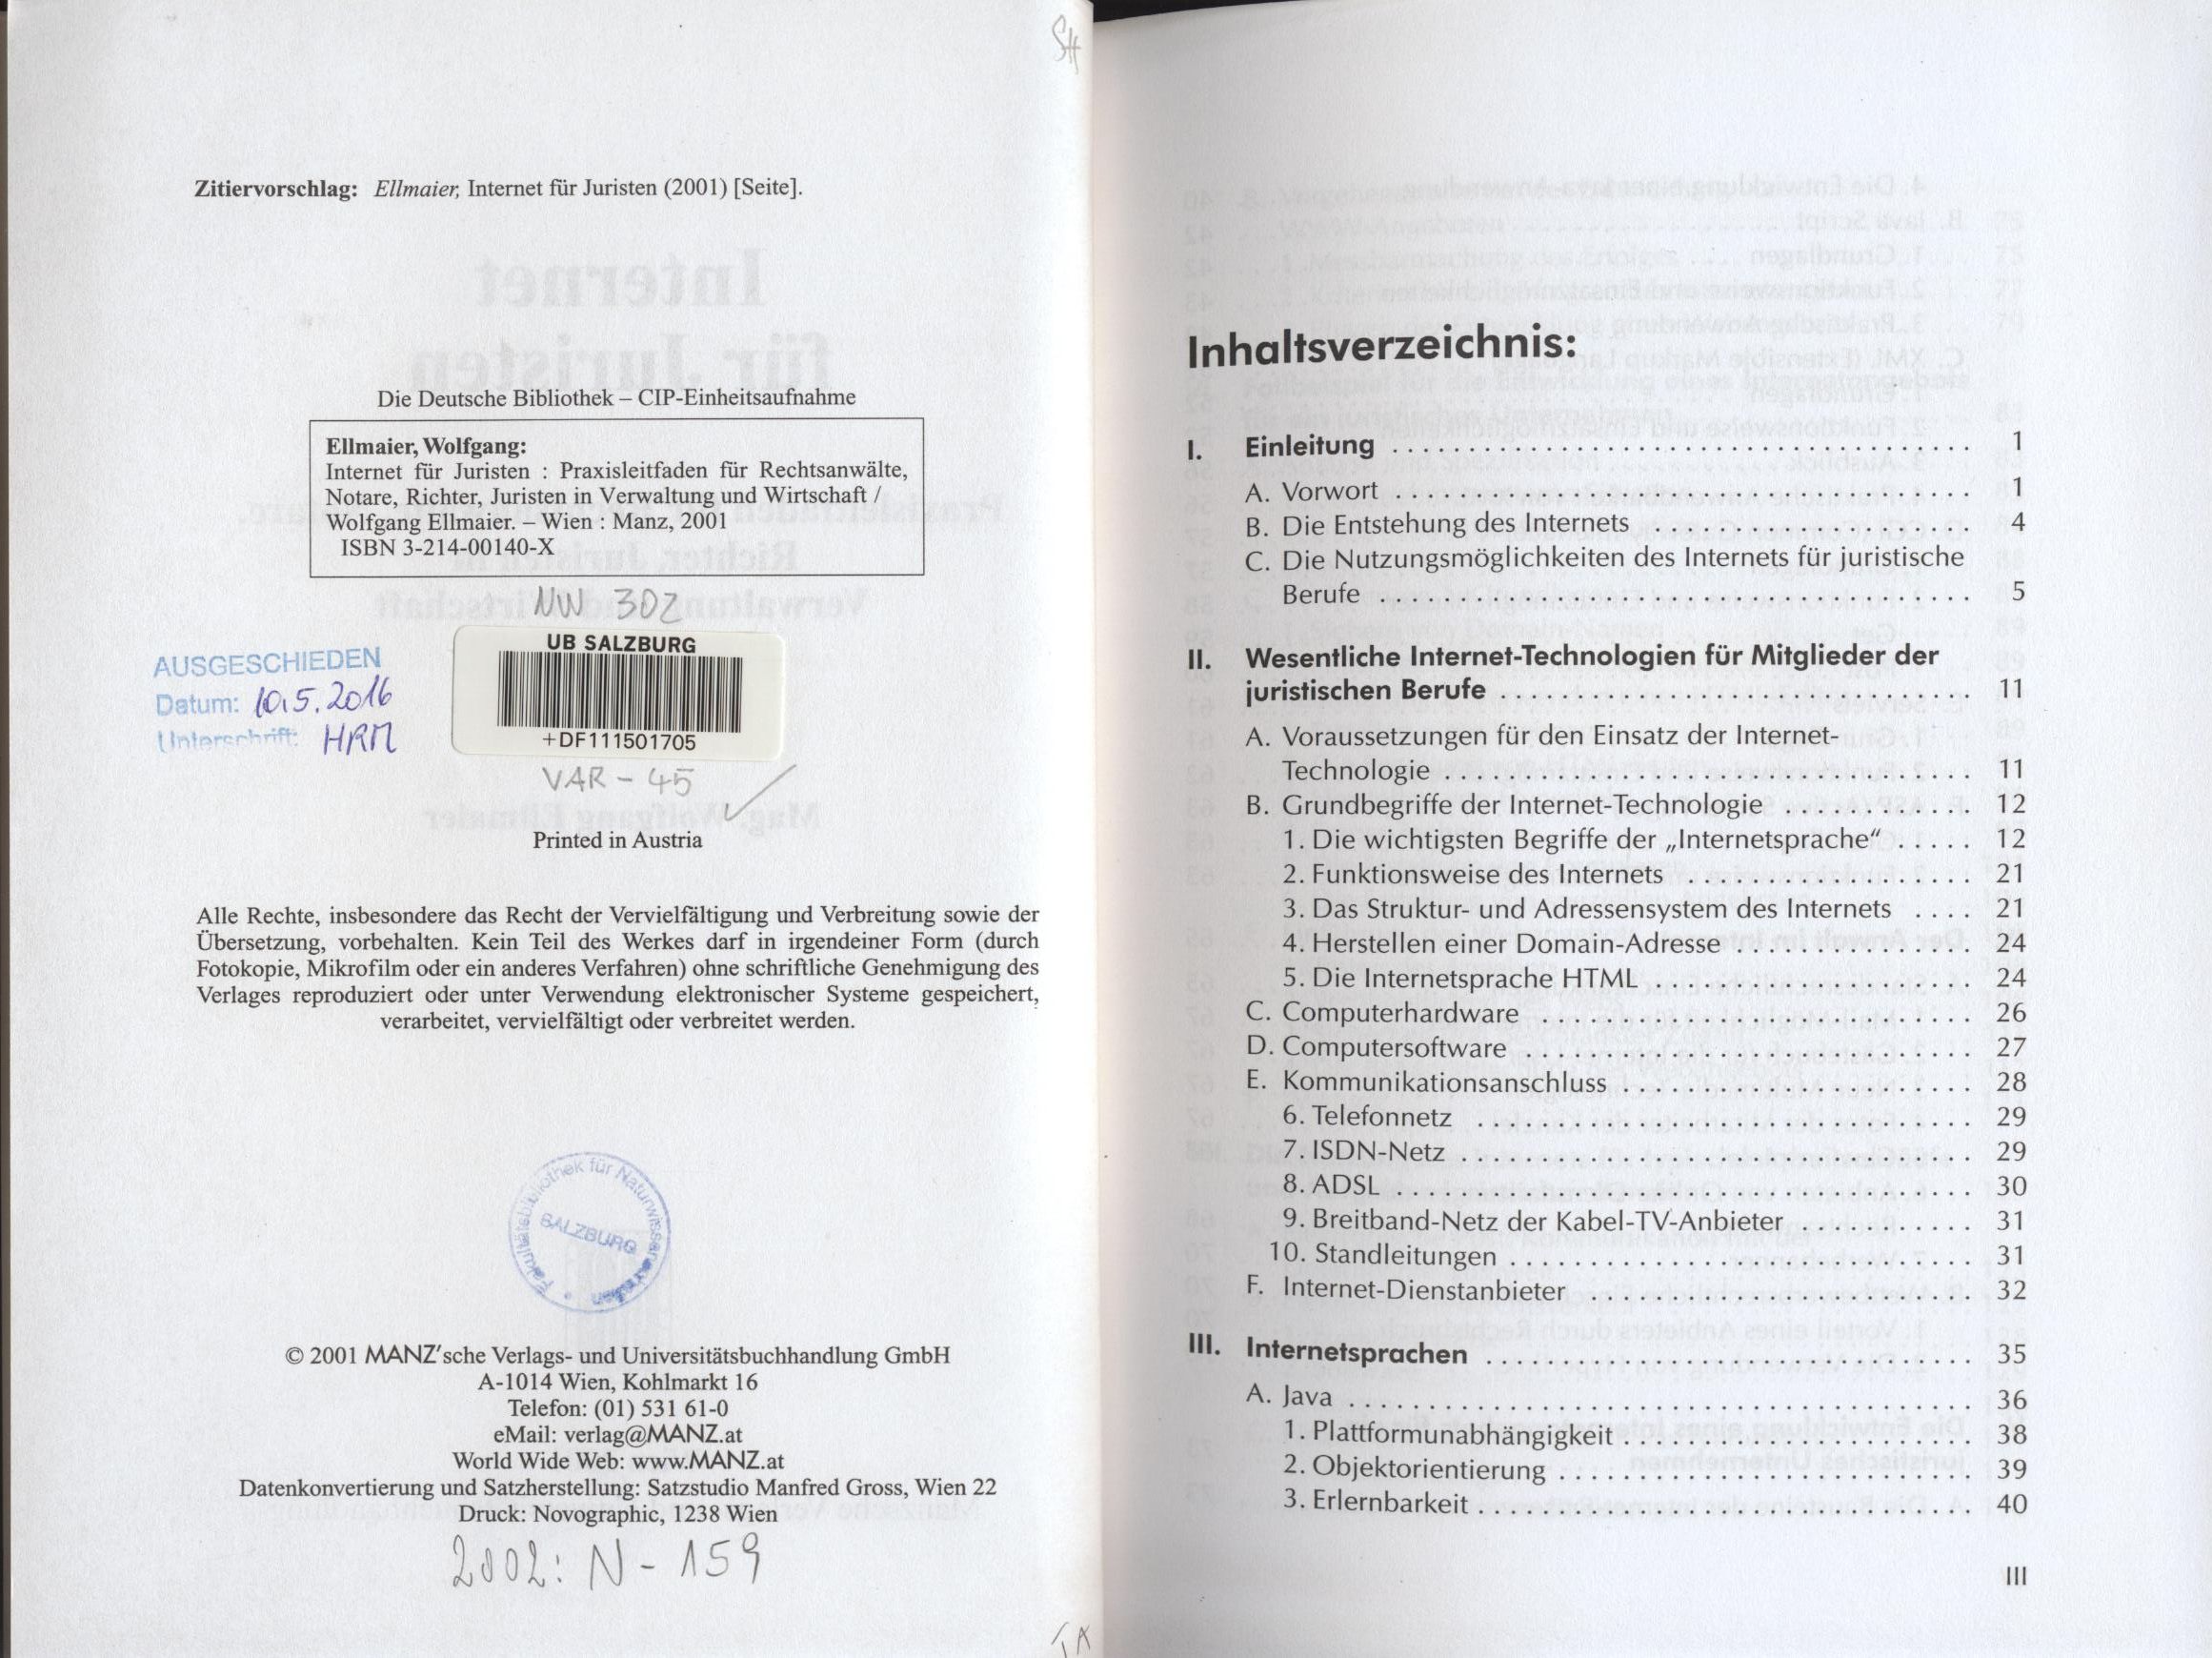 SH
Zitiervorschlag: Ellmaier, Internet für Juristen (2001) [Seite].
Die Deutsche Bibliothek – CIP-Einheitsaufnahme
Ellmaier, Wolfgang:
Internet für Juristen : Praxisleitfaden für Rechtsanwälte,
Notare, Richter, Juristen in Verwaltung und Wirtschaft /
Wolfgang Ellmaier. – Wien : Manz, 2001
ISBN 3-214-00140-X
NW 302
UB SALZBURG
+DF111501705
AUSGESCHIEDEN
Datum: 10.5.2016
Unterschrift: HRM
VAR - 45
Printed in Austria
Alle Rechte, insbesondere das Recht der Vervielfältigung und Verbreitung sowie der
Übersetzung, vorbehalten. Kein Teil des Werkes darf in irgendeiner Form (durch
Fotokopie, Mikrofilm oder ein anderes Verfahren) ohne schriftliche Genehmigung des
Verlages reproduziert oder unter Verwendung elektronischer Systeme gespeichert,
verarbeitet, vervielfältigt oder verbreitet werden.
Fakultätsbibliothek für Naturwissenschaften
SALZBURG
© 2001 MANZ'sche Verlags- und Universitätsbuchhandlung GmbH
A-1014 Wien, Kohlmarkt 16
Telefon: (01) 531 61-0
eMail: verlag@MANZ.at
World Wide Web: www.MANZ.at
Datenkonvertierung und Satzherstellung: Satzstudio Manfred Gross, Wien 22
Druck: Novographic, 1238 Wien
2002: N - 159
Inhaltsverzeichnis:
I. Einleitung . . . . . . . . . . 1
A. Vorwort . . . . . . . . . . 1
B. Die Entstehung des Internets . . . . . . . . . . 4
C. Die Nutzungsmöglichkeiten des Internets für juristische
Berufe . . . . . . . . . . 5
II. Wesentliche Internet-Technologien für Mitglieder der
juristischen Berufe . . . . . . . . . . 11
A. Voraussetzungen für den Einsatz der Internet-
Technologie . . . . . . . . . . 11
B. Grundbegriffe der Internet-Technologie . . . . . . . . . . 12
1. Die wichtigsten Begriffe der „Internetsprache“ . . . . . 12
2. Funktionsweise des Internets . . . . . . . . . . 21
3. Das Struktur- und Adressensystem des Internets . . . . 21
4. Herstellen einer Domain-Adresse . . . . . . . . . . 24
5. Die Internetsprache HTML . . . . . . . . . . 24
C. Computerhardware . . . . . . . . . . 26
D. Computersoftware . . . . . . . . . . 27
E. Kommunikationsanschluss . . . . . . . . . . 28
6. Telefonnetz . . . . . . . . . . 29
7. ISDN-Netz . . . . . . . . . . 29
8. ADSL . . . . . . . . . . 30
9. Breitband-Netz der Kabel-TV-Anbieter . . . . . . . . . . 31
10. Standleitungen . . . . . . . . . . 31
F. Internet-Dienstanbieter . . . . . . . . . . 32
III. Internetsprachen . . . . . . . . . . 35
A. Java . . . . . . . . . . 36
1. Plattformunabhängigkeit . . . . . . . . . . 38
2. Objektorientierung . . . . . . . . . . 39
3. Erlernbarkeit . . . . . . . . . . 40
III